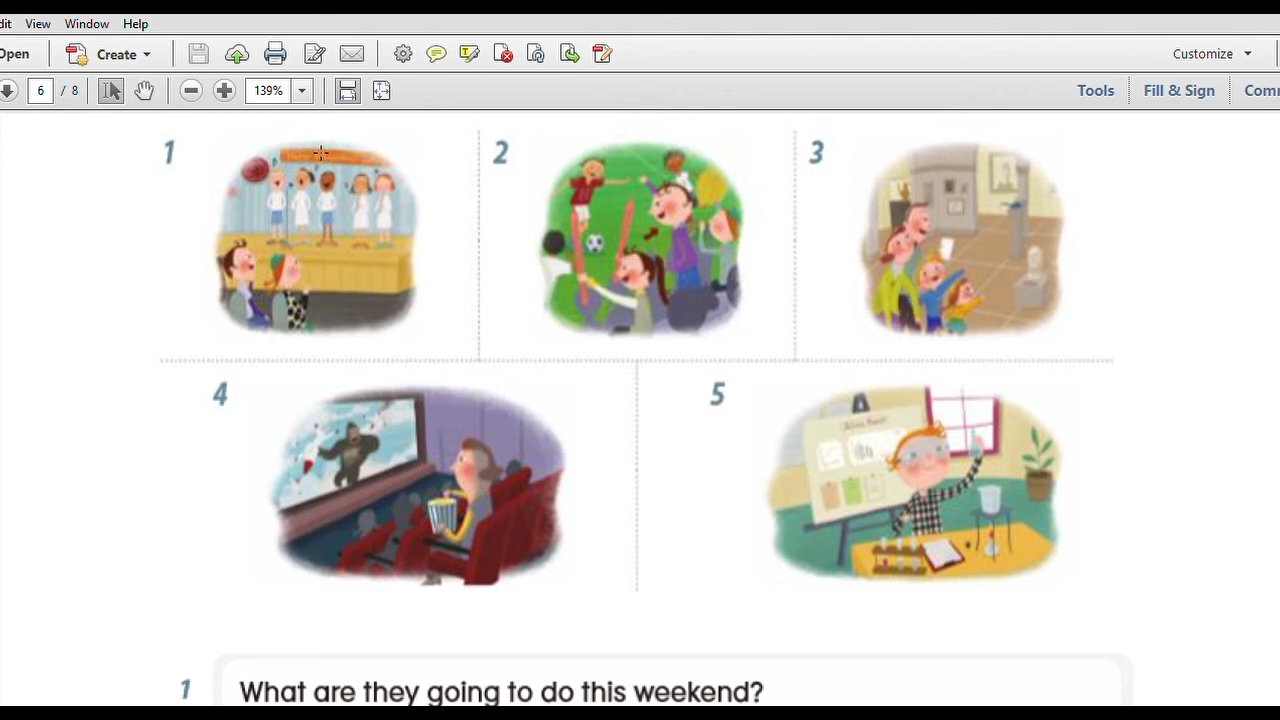 dit View Window Help
Open Create Customize
6 / 8 139% Tools Fill & Sign Comm
1 2 3
4 5
1 What are they going to do this weekend?